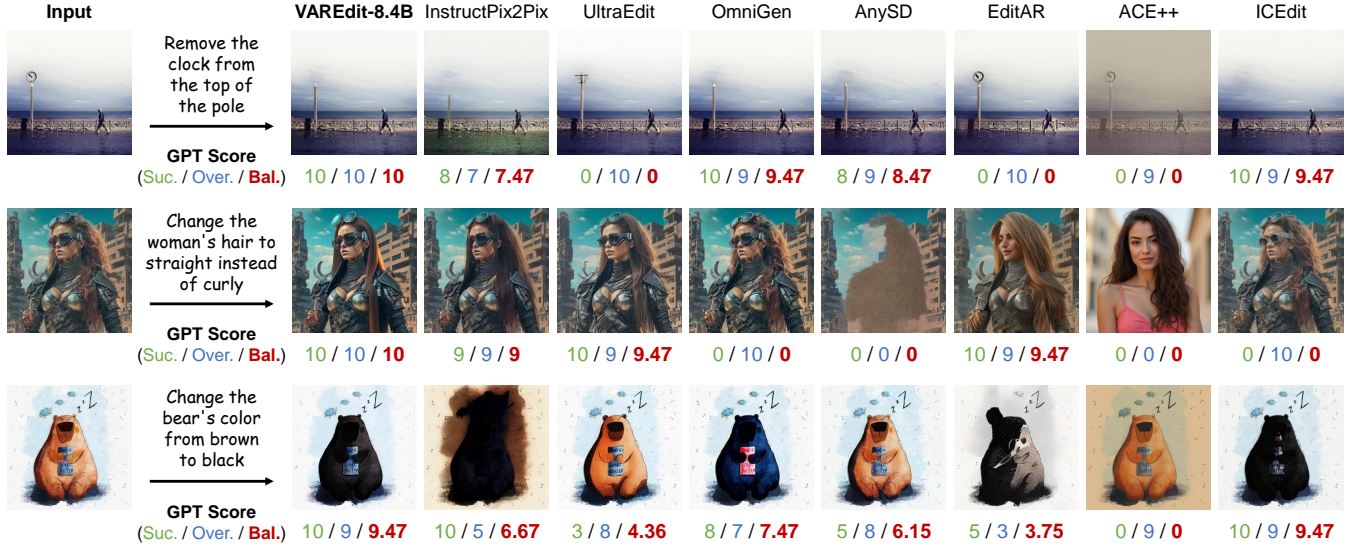 Input
VAREdit-8.4B InstructPix2Pix UltraEdit OmniGen AnySD EditAR ACE++ ICEdit
Remove the
clock from
the top of
the pole
GPT Score
(Suc. / Over. / Bal.)
10 / 10 / 10
8 / 7 / 7.47
0 / 10 / 0
10 / 9 / 9.47
8 / 9 / 8.47
0 / 10 / 0
0 / 9 / 0
10 / 9 / 9.47
Change the
woman's hair to
straight instead
of curly
GPT Score
(Suc. / Over. / Bal.)
10 / 10 / 10
9 / 9 / 9
10 / 9 / 9.47
0 / 10 / 0
0 / 0 / 0
10 / 9 / 9.47
0 / 0 / 0
0 / 10 / 0
Change the
bear's color
from brown
to black
GPT Score
(Suc. / Over. / Bal.)
10 / 9 / 9.47
10 / 5 / 6.67
3 / 8 / 4.36
8 / 7 / 7.47
5 / 8 / 6.15
5 / 3 / 3.75
0 / 9 / 0
10 / 9 / 9.47